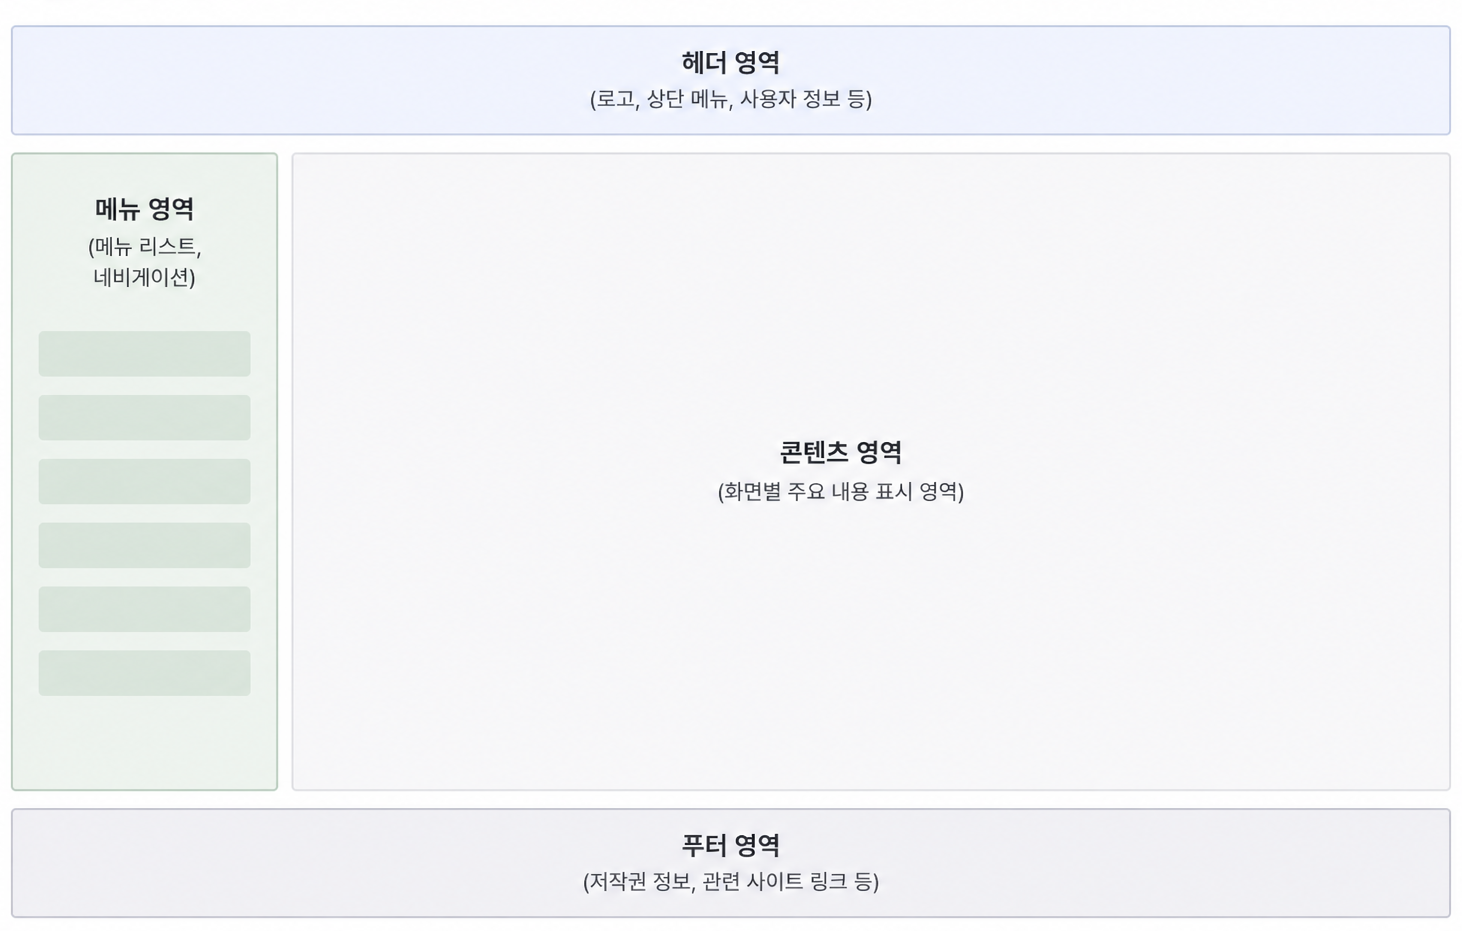 헤더 영역
(로고, 상단 메뉴, 사용자 정보 등)
메뉴 영역
(메뉴 리스트,
네비게이션)
콘텐츠 영역
(화면별 주요 내용 표시 영역)
푸터 영역
(저작권 정보, 관련 사이트 링크 등)